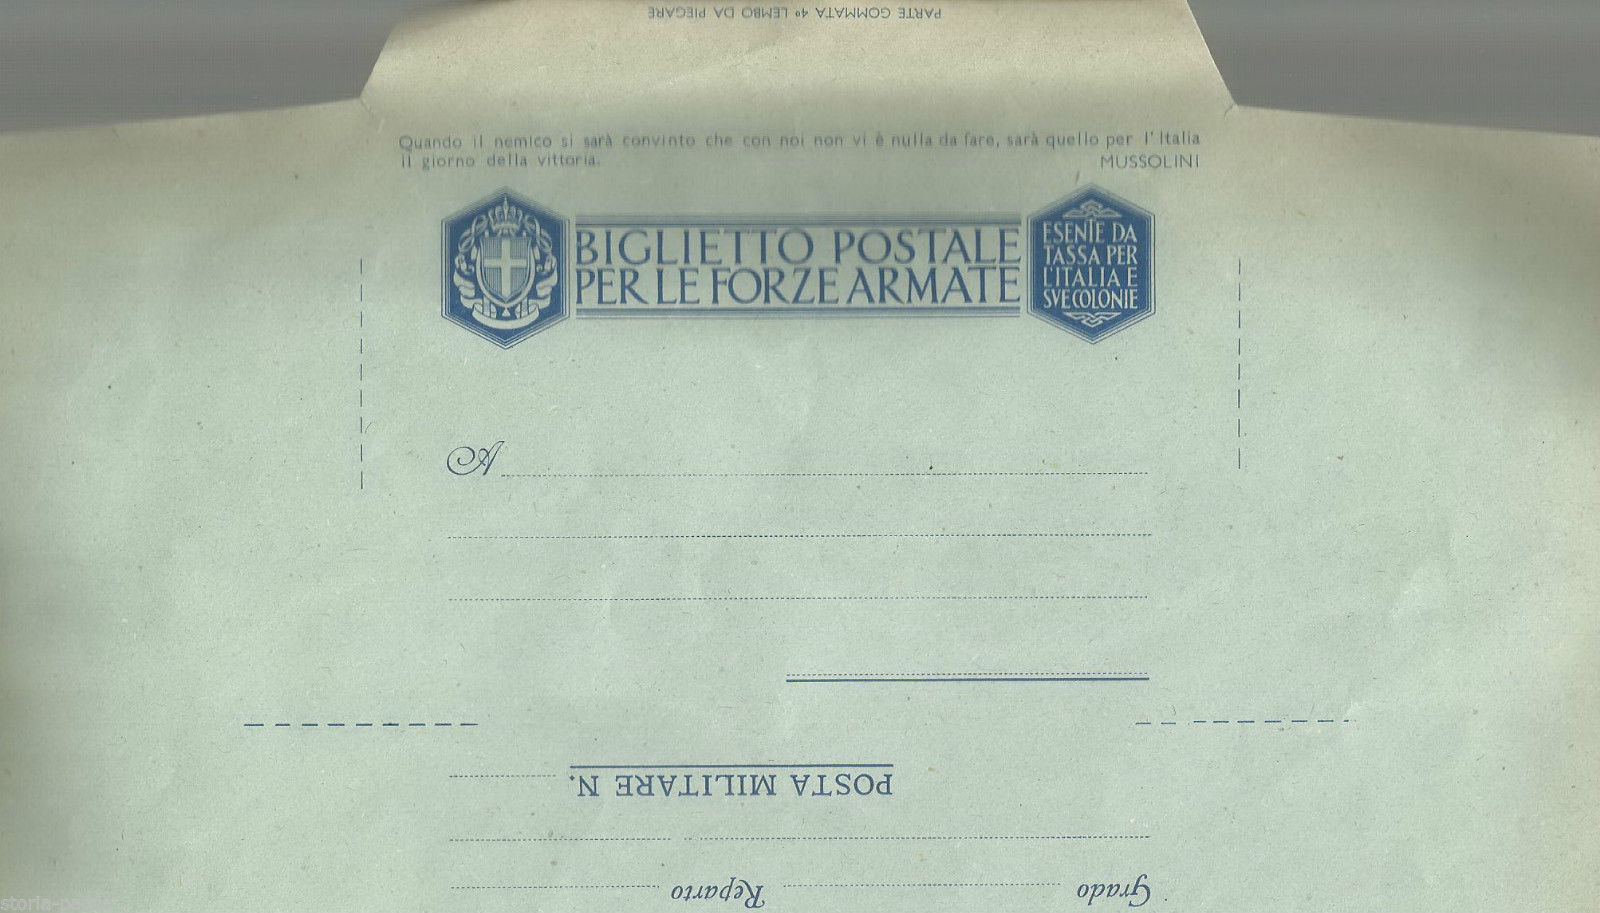 PARTE GOMMATA 4º LEMBO DA PIEGARE
Quando il nemico si sarà convinto che con noi non vi è nulla da fare, sarà quello per l'Italia
il giorno della vittoria.
MUSSOLINI
BIGLIETTO POSTALE
PER LE FORZE ARMATE
ESENTE DA
TASSA PER
L'ITALIA E
SVE COLONIE
A
POSTA MILITARE N.
Grado
Reparto